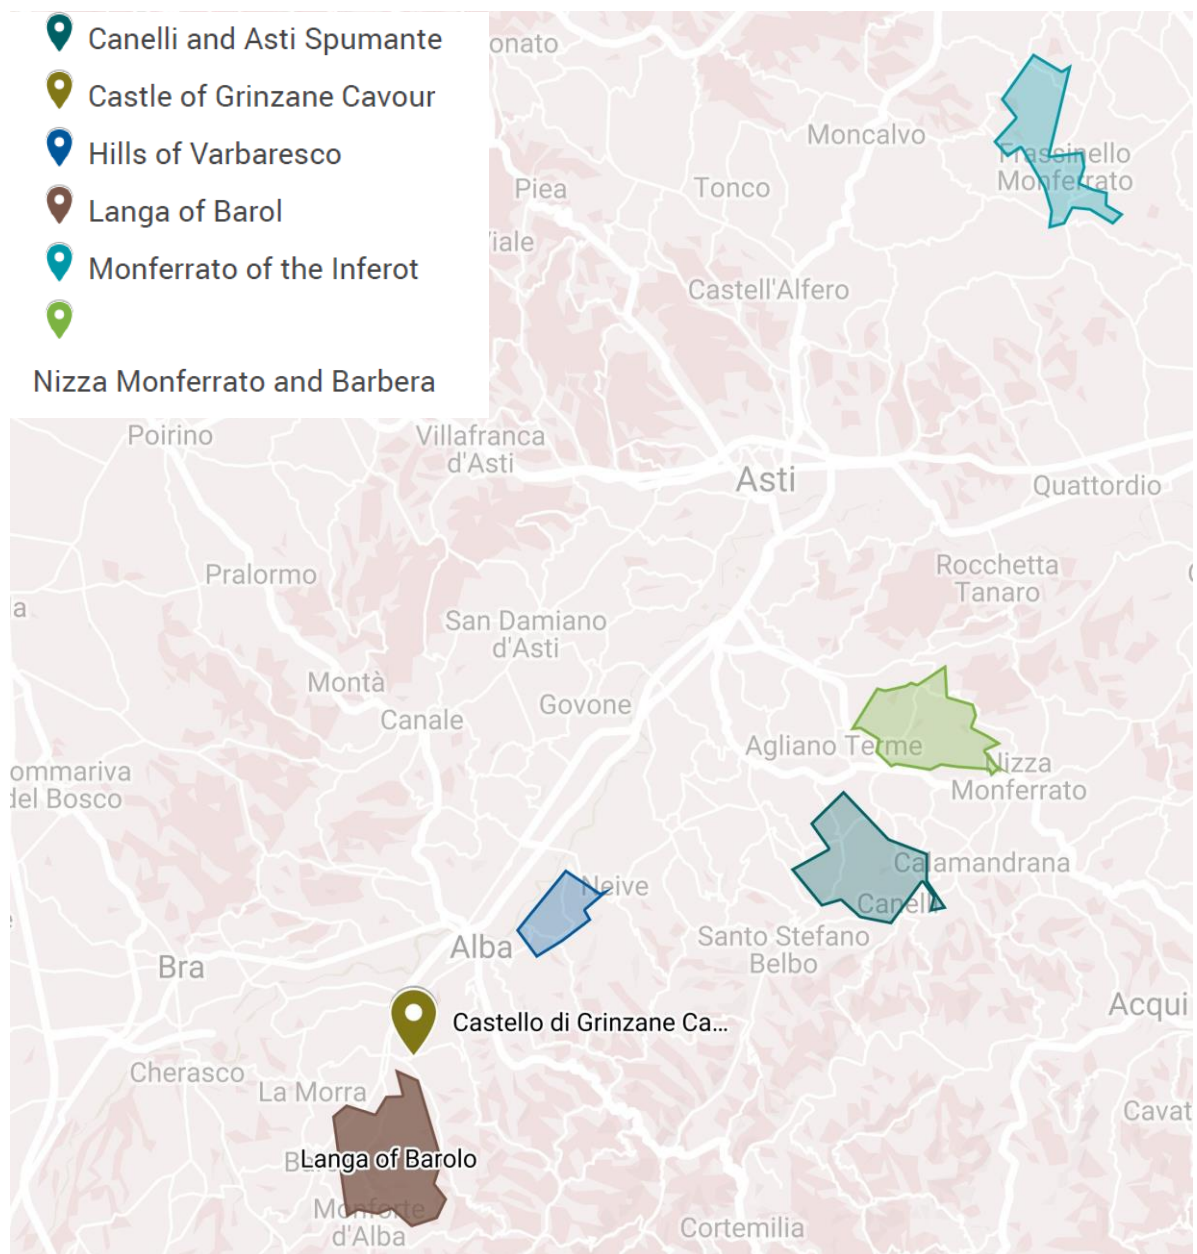 Canelli and Asti Spumante
Castle of Grinzane Cavour
Hills of Varbaresco
Langa of Barol
Monferrato of the Inferot
Nizza Monferrato and Barbera
onato
Moncalvo
Frassinello
Monferrato
Piea
Tonco
Viale
Castell'Alfero
Poirino
Villafranca
d'Asti
Asti
Quattordio
Pralormo
Rocchetta
Tanaro
a
San Damiano
d'Asti
Montà
Canale
Govone
Agliano Terme
Nizza
Monferrato
ommariva
del Bosco
Calamandrana
Neive
Canelli
Alba
Santo Stefano
Belbo
Bra
Acqui
Castello di Grinzane Ca...
Cherasco
La Morra
Cavat
Langa of Barolo
Monforte
d'Alba
Cortemilia